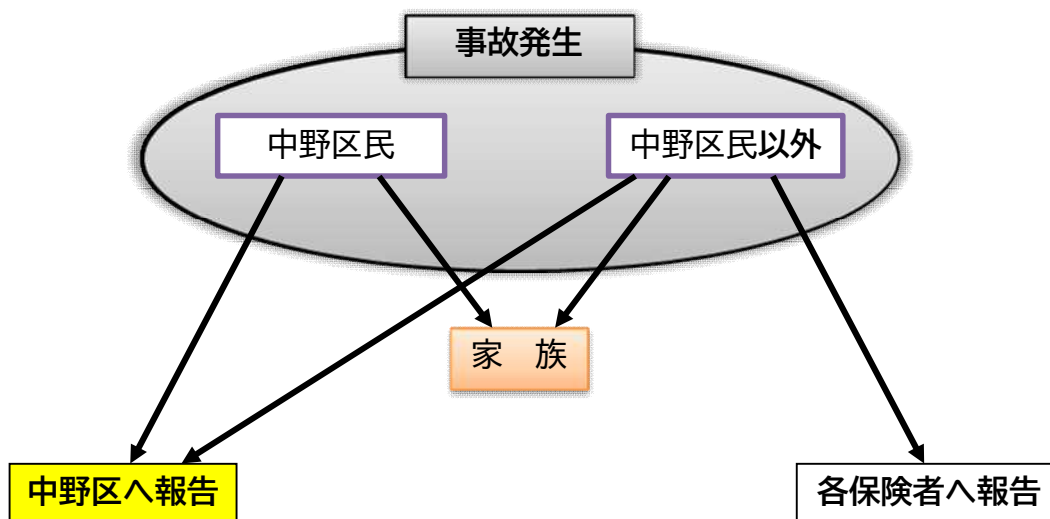 事故発生
中野区民
中野区民以外
家　族
中野区へ報告
各保険者へ報告